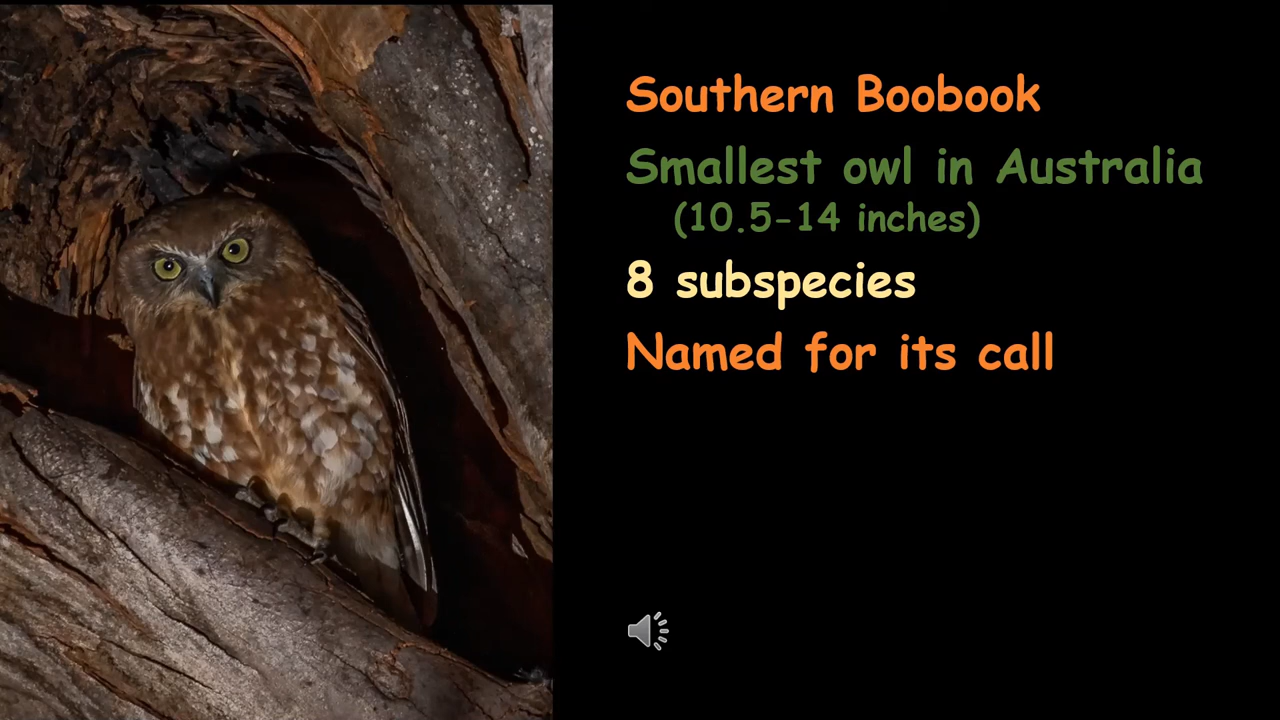 Southern Boobook
Smallest owl in Australia
(10.5-14 inches)
8 subspecies
Named for its call